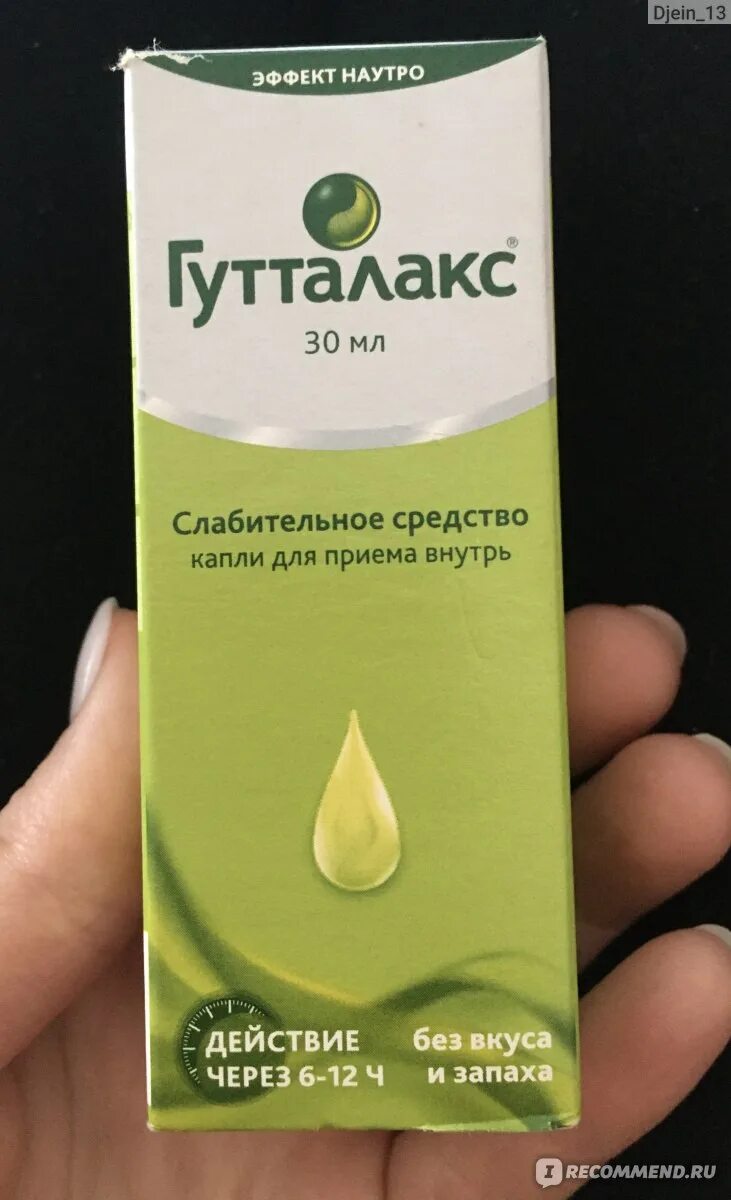 Djein_13
ЭФФЕКТ НАУТРО
Гутталакс®
30 мл
Слабительное средство
капли для приема внутрь
ДЕЙСТВИЕ
ЧЕРЕЗ 6-12 Ч
без вкуса
и запаха
IRECOMMEND.RU